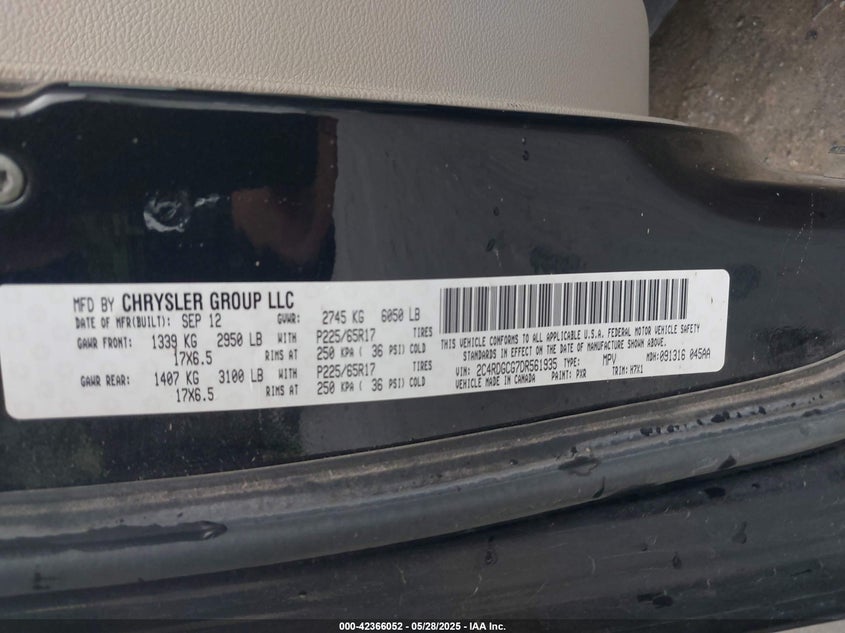 MFD BY CHRYSLER GROUP LLC
DATE OF MFR(BUILT): SEP 12 GVWR: 2745 KG 6050 LB
GAWR FRONT: 1339 KG 2950 LB WITH P225/65R17 TIRES
17X6.5 RIMS AT 250 KPA ( 36 PSI) COLD
GAWR REAR: 1407 KG 3100 LB WITH P225/65R17 TIRES
17X6.5 RIMS AT 250 KPA ( 36 PSI) COLD
THIS VEHICLE CONFORMS TO ALL APPLICABLE U.S.A. FEDERAL MOTOR VEHICLE SAFETY
STANDARDS IN EFFECT ON THE DATE OF MANUFACTURE SHOWN ABOVE.
VIN: 2C4RDGCG7DR561935 TYPE: MPV MDH: 091316 045AA
VEHICLE MADE IN CANADA PAINT: PXR TRIM: H7X1
000-42366052 - 05/28/2025 - IAA Inc.